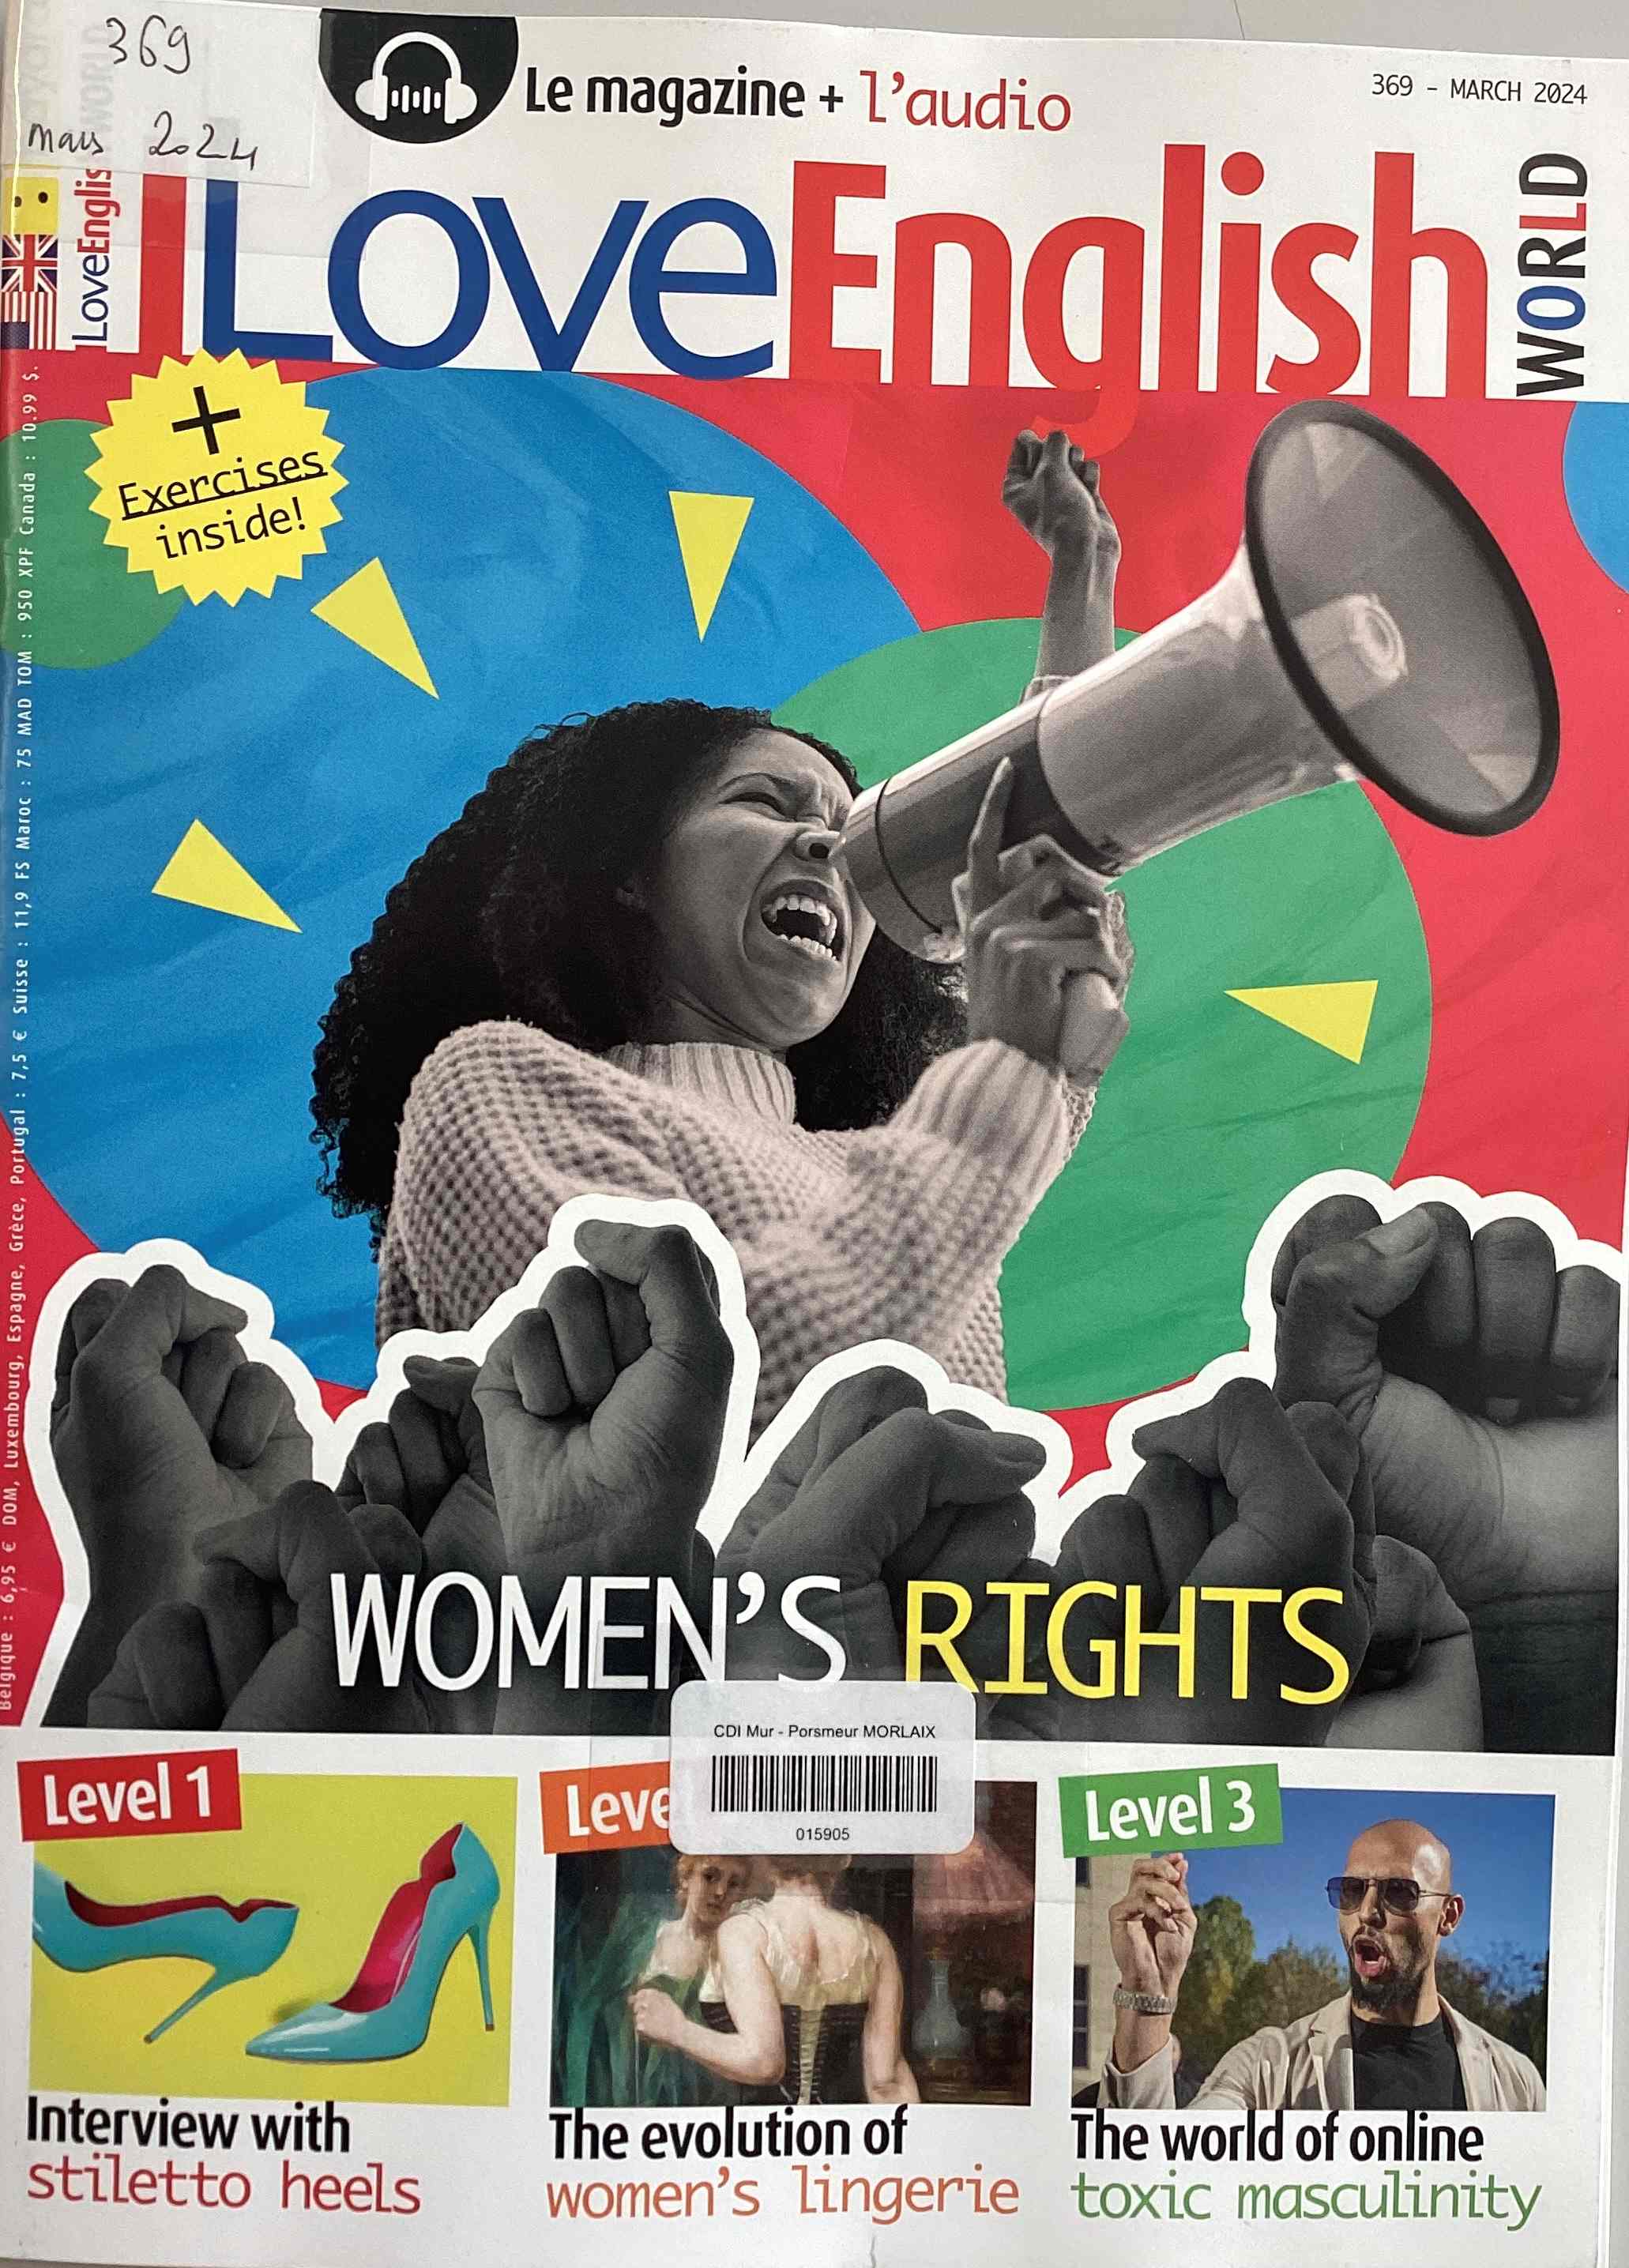 369
mars 2024
Le magazine + l'audio
369 - MARCH 2024
I Love English
WORLD
LoveEnglis
WORLD
+
Exercises
inside!
Belgique : 6,95 € DOM, Luxembourg, Espagne, Grèce, Portugal : 7,5 € Suisse : 11,9 FS Maroc : 75 MAD TOM : 950 XPF Canada : 10.99 $.
WOMEN'S RIGHTS
CDI Mur - Porsmeur MORLAIX
015905
Level 1
Interview with
stiletto heels
Leve
The evolution of
women's lingerie
Level 3
The world of online
toxic masculinity